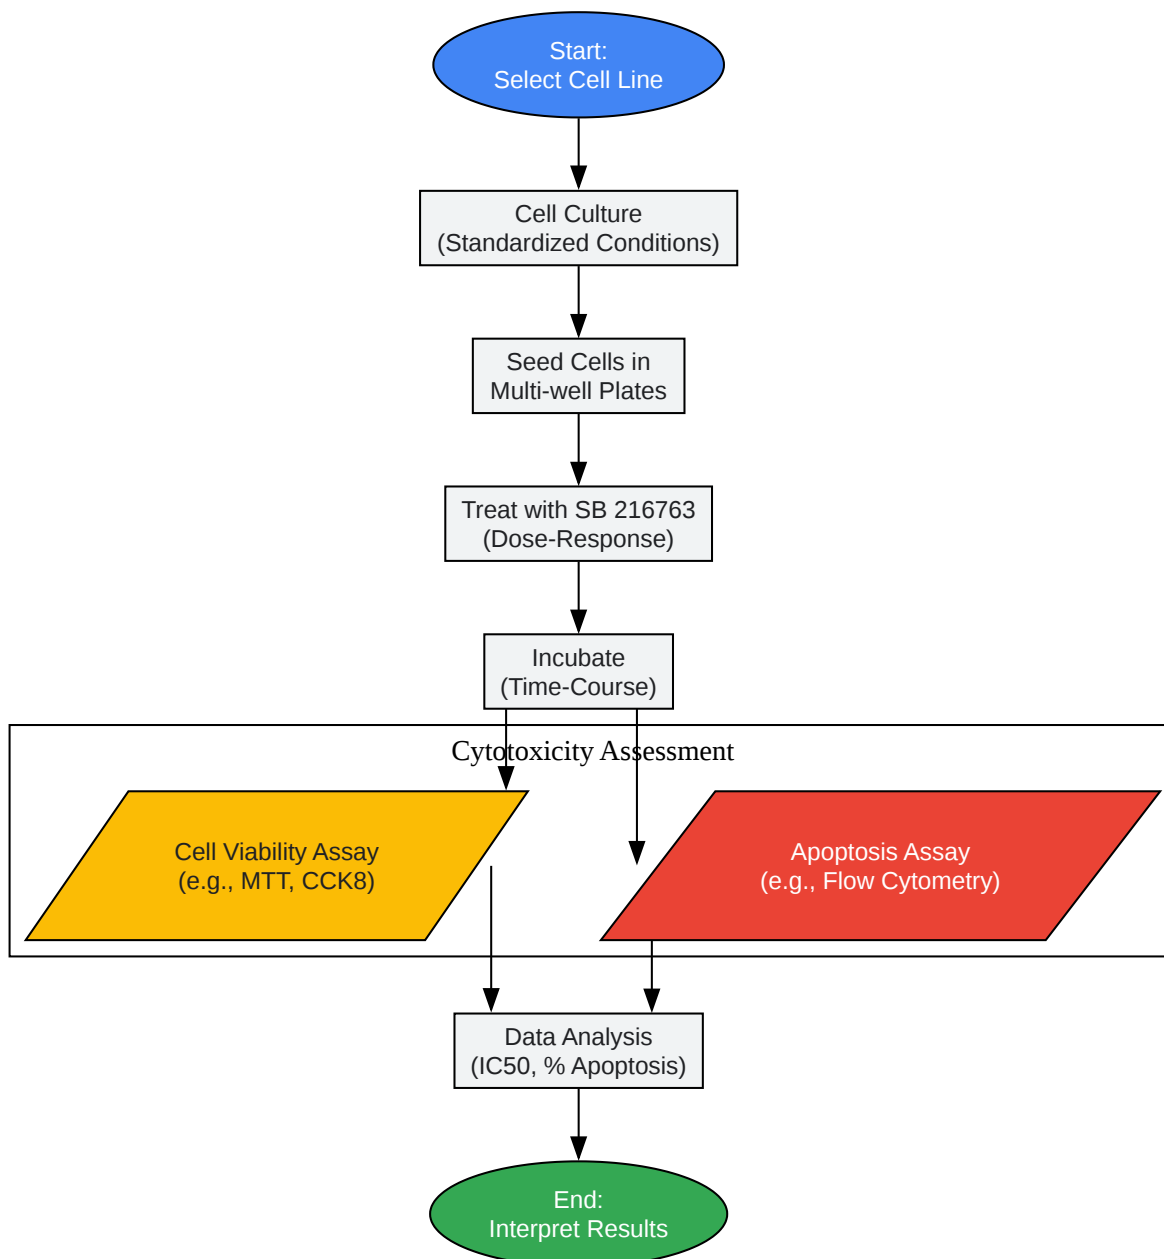 Start:
Select Cell Line
Cell Culture
(Standardized Conditions)
Seed Cells in
Multi-well Plates
Treat with SB 216763
(Dose-Response)
Incubate
(Time-Course)
Cytotoxicity Assessment
Cell Viability Assay
(e.g., MTT, CCK8)
Apoptosis Assay
(e.g., Flow Cytometry)
Data Analysis
(IC50, % Apoptosis)
End:
Interpret Results